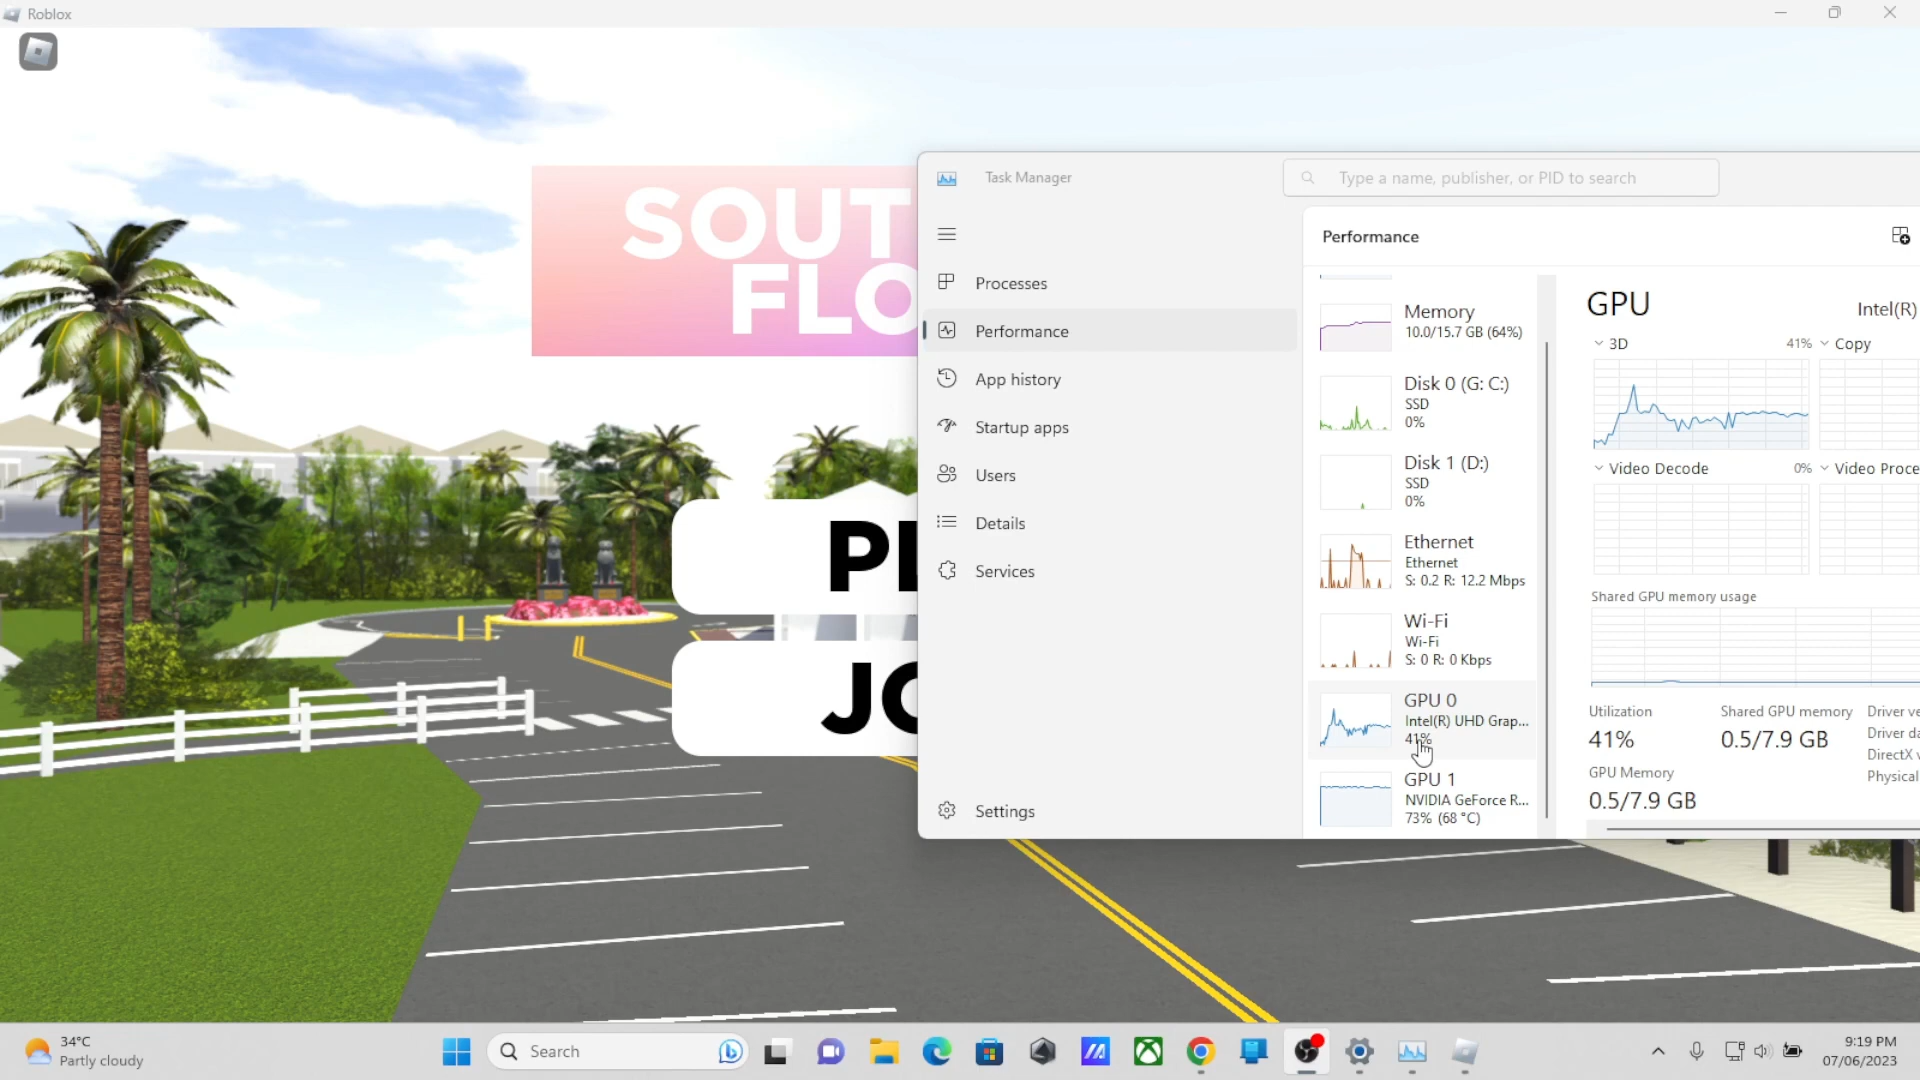 Roblox
SOUT
FLO
PL
JO
Task Manager
Type a name, publisher, or PID to search
Processes
Performance
App history
Startup apps
Users
Details
Services
Settings
Performance
Memory
10.0/15.7 GB (64%)
Disk 0 (G: C:)
SSD
0%
Disk 1 (D:)
SSD
0%
Ethernet
Ethernet
S: 0.2 R: 12.2 Mbps
Wi-Fi
Wi-Fi
S: 0 R: 0 Kbps
GPU 0
Intel(R) UHD Grap...
41%
GPU 1
NVIDIA GeForce R...
73% (68 °C)
GPU Intel(R)
3D 41% Copy
Video Decode 0% Video Proce
Shared GPU memory usage
Utilization
41%
Shared GPU memory
0.5/7.9 GB
GPU Memory
0.5/7.9 GB
Driver ve
Driver da
DirectX v
Physical
34°C
Partly cloudy
Search
9:19 PM
07/06/2023